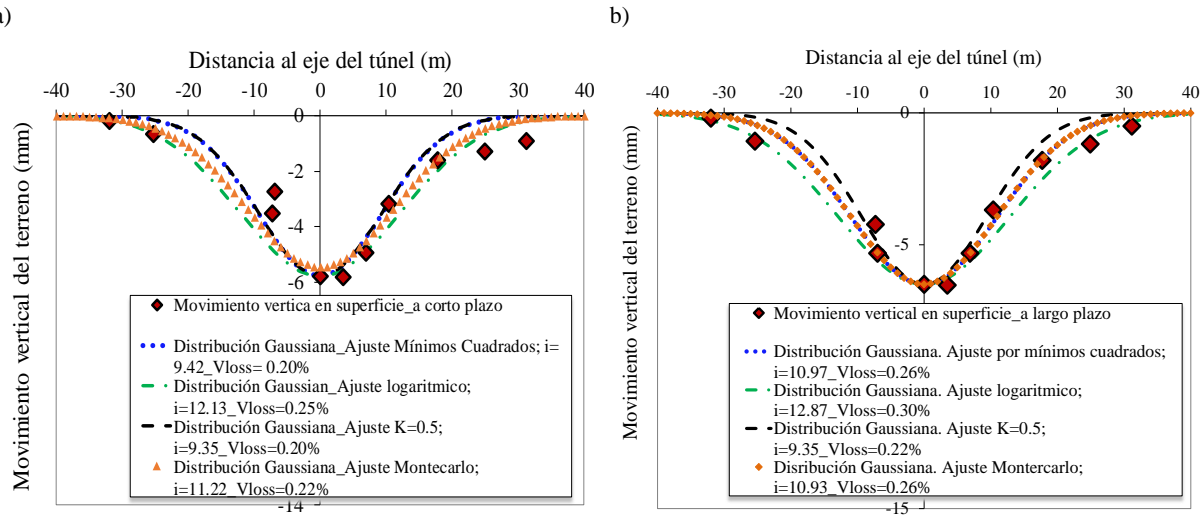 a)
Distancia al eje del túnel (m)
-40 -30 -20 -10 0 10 20 30 40
0
-2
-4
-6
-14
Movimiento vertical del terreno (mm)
Movimiento vertica en superficie_a corto plazo
Distribución Gaussiana_Ajuste Mínimos Cuadrados; i=
9.42_Vloss= 0.20%
Distribución Gaussian_Ajuste logaritmico;
i=12.13_Vloss=0.25%
Distribución Gaussiana_Ajuste K=0.5;
i=9.35_Vloss=0.20%
Distribución Gaussiana_Ajuste Montecarlo;
i=11.22_Vloss=0.22%
b)
Distancia al eje del túnel (m)
-40 -30 -20 -10 0 10 20 30 40
0
-5
-15
Movimiento vertical del terreno (mm)
Movimiento vertical en superficie_a largo plazo
Distribución Gaussiana. Ajuste por mínimos cuadrados;
i=10.97_Vloss=0.26%
Distribución Gaussiana. Ajuste logaritmico;
i=12.87_Vloss=0.30%
Distribución Gaussiana. Ajuste K=0.5;
i=9.35_Vloss=0.22%
Disribución Gaussiana. Ajuste Montercarlo;
i=10.93_Vloss=0.26%